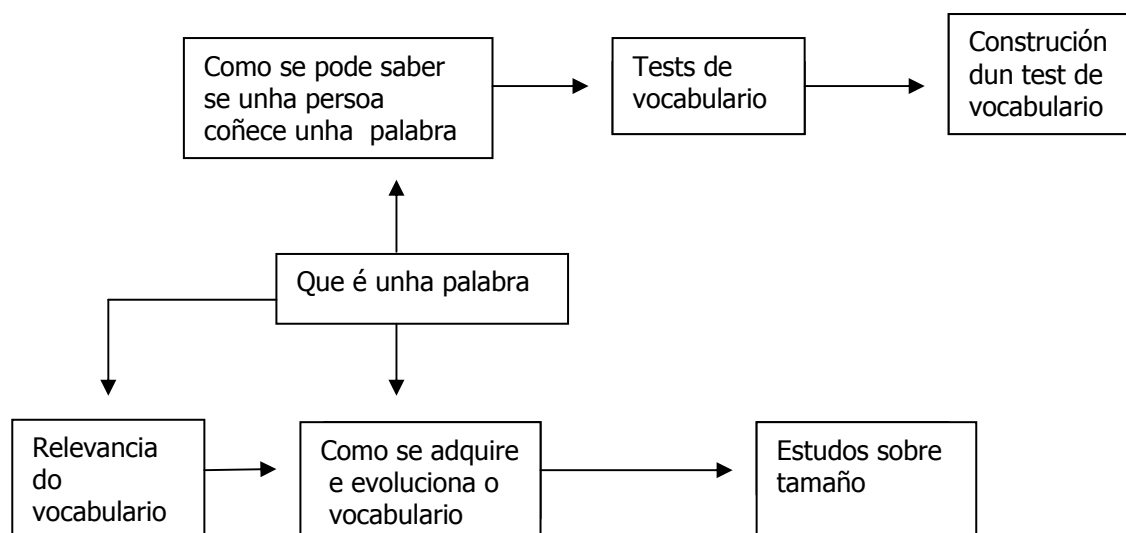 Como se pode saber
se unha persoa
coñece unha palabra
Tests de
vocabulario
Construción
dun test de
vocabulario
Que é unha palabra
Relevancia
do
vocabulario
Como se adquire
e evoluciona o
vocabulario
Estudos sobre
tamaño